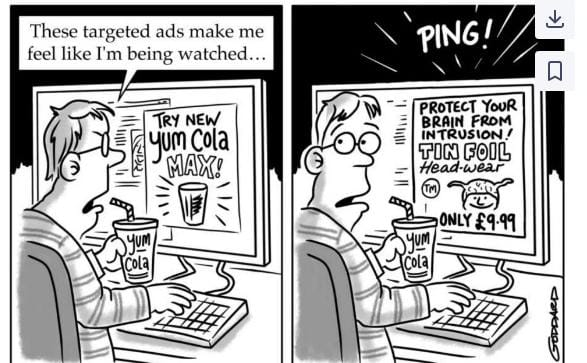 These targeted ads make me
feel like I'm being watched...
TRY NEW
yum Cola
MAX!
yum
Cola
PING!
PROTECT YOUR
BRAIN FROM
INTRUSION!
TIN FOIL
Head-wear
TM
ONLY £9.99
yum
Cola
GODDARD